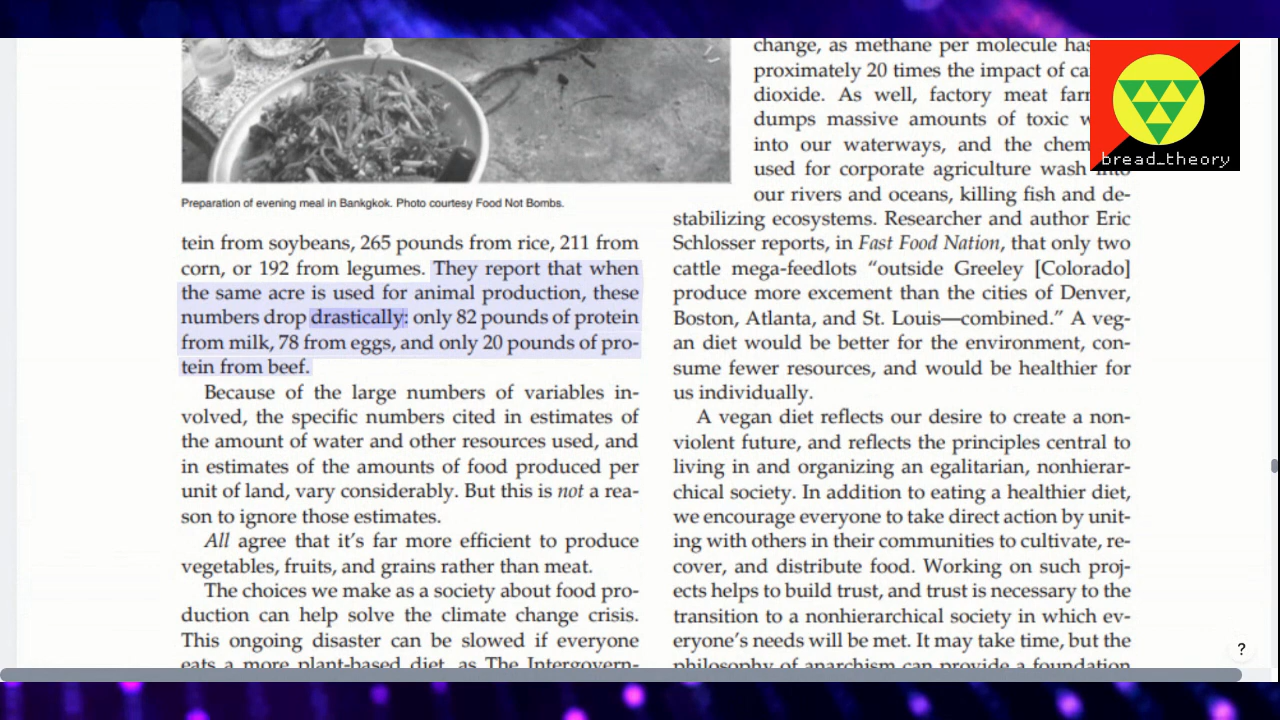 Preparation of evening meal in Bankgkok. Photo courtesy Food Not Bombs.
tein from soybeans, 265 pounds from rice, 211 from
corn, or 192 from legumes. They report that when
the same acre is used for animal production, these
numbers drop drastically: only 82 pounds of protein
from milk, 78 from eggs, and only 20 pounds of pro-
tein from beef.
Because of the large numbers of variables in-
volved, the specific numbers cited in estimates of
the amount of water and other resources used, and
in estimates of the amounts of food produced per
unit of land, vary considerably. But this is not a rea-
son to ignore those estimates.
All agree that it’s far more efficient to produce
vegetables, fruits, and grains rather than meat.
The choices we make as a society about food pro-
duction can help solve the climate change crisis.
This ongoing disaster can be slowed if everyone
eats a more plant-based diet, as The Intergovern-
change, as methane per molecule has
proximately 20 times the impact of ca
dioxide. As well, factory meat farm
dumps massive amounts of toxic w
into our waterways, and the chem
used for corporate agriculture wash into
our rivers and oceans, killing fish and de-
stabilizing ecosystems. Researcher and author Eric
Schlosser reports, in Fast Food Nation, that only two
cattle mega-feedlots “outside Greeley [Colorado]
produce more excement than the cities of Denver,
Boston, Atlanta, and St. Louis—combined.” A veg-
an diet would be better for the environment, con-
sume fewer resources, and would be healthier for
us individually.
A vegan diet reflects our desire to create a non-
violent future, and reflects the principles central to
living in and organizing an egalitarian, nonhierar-
chical society. In addition to eating a healthier diet,
we encourage everyone to take direct action by unit-
ing with others in their communities to cultivate, re-
cover, and distribute food. Working on such proj-
ects helps to build trust, and trust is necessary to the
transition to a nonhierarchical society in which ev-
eryone’s needs will be met. It may take time, but the
philosophy of anarchism can provide a foundation
bread_theory
?